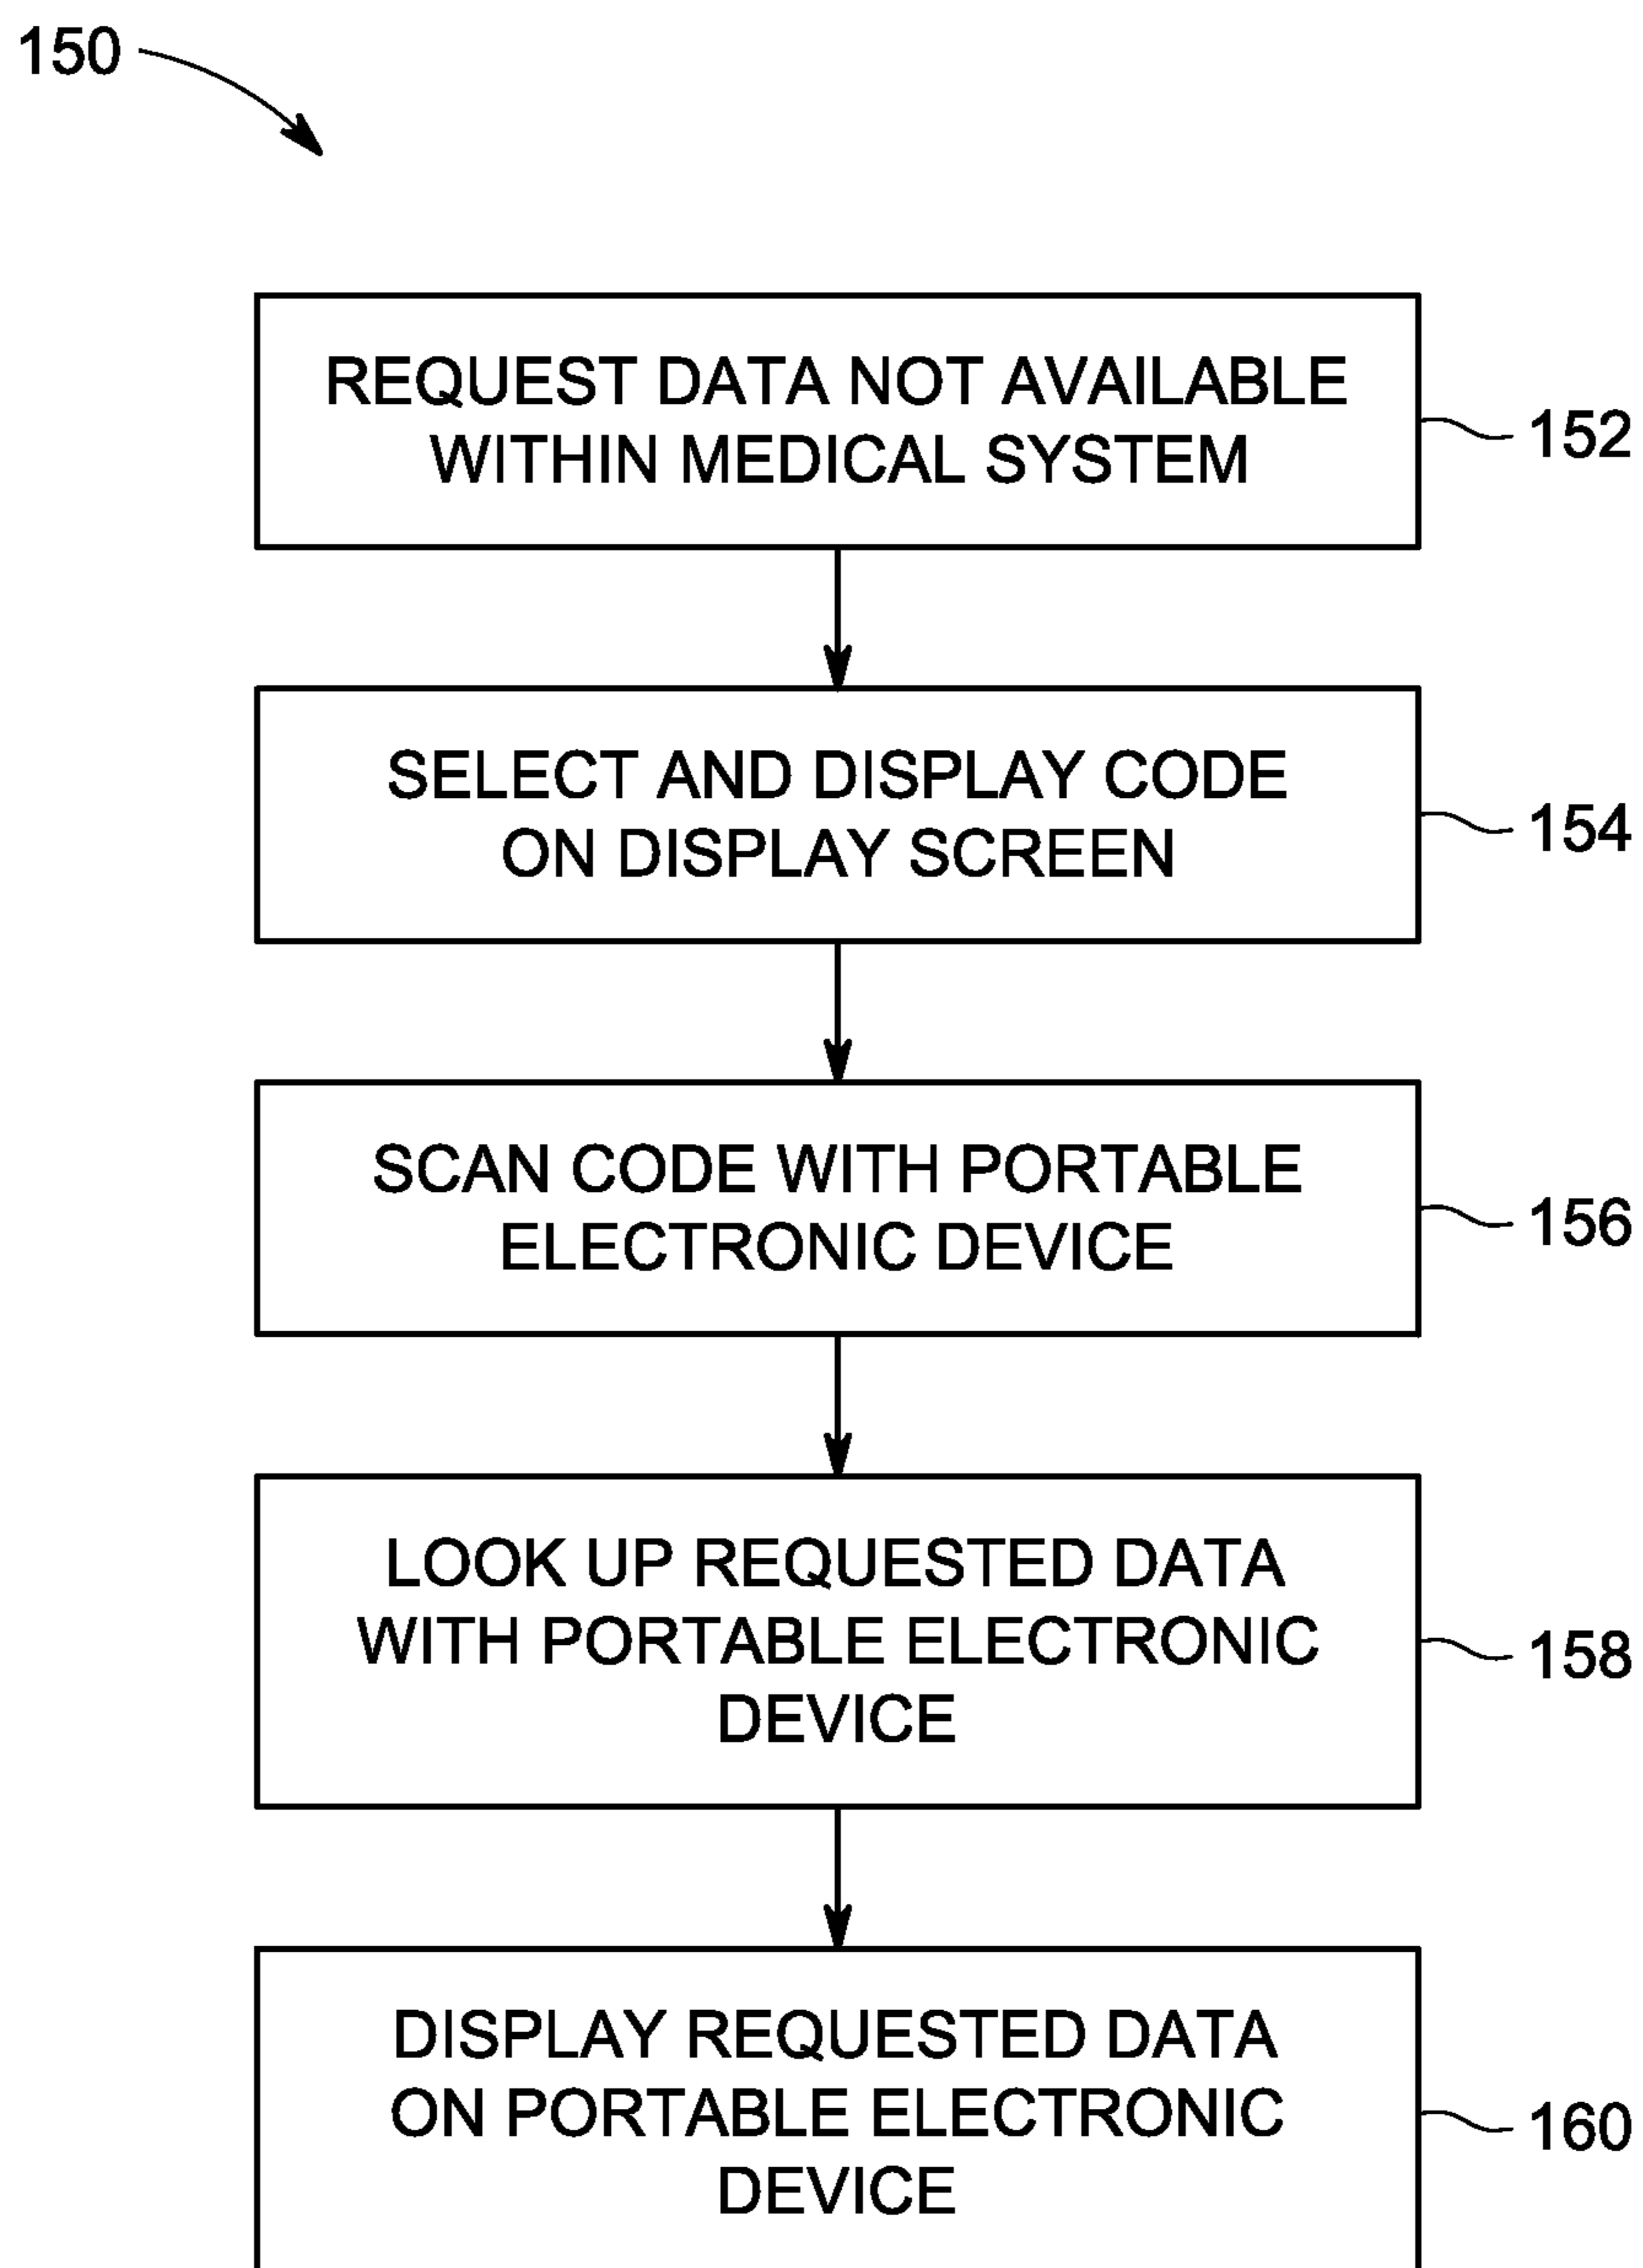 150
REQUEST DATA NOT AVAILABLE
WITHIN MEDICAL SYSTEM
152
SELECT AND DISPLAY CODE
ON DISPLAY SCREEN
154
SCAN CODE WITH PORTABLE
ELECTRONIC DEVICE
156
LOOK UP REQUESTED DATA
WITH PORTABLE ELECTRONIC
DEVICE
158
DISPLAY REQUESTED DATA
ON PORTABLE ELECTRONIC
DEVICE
160